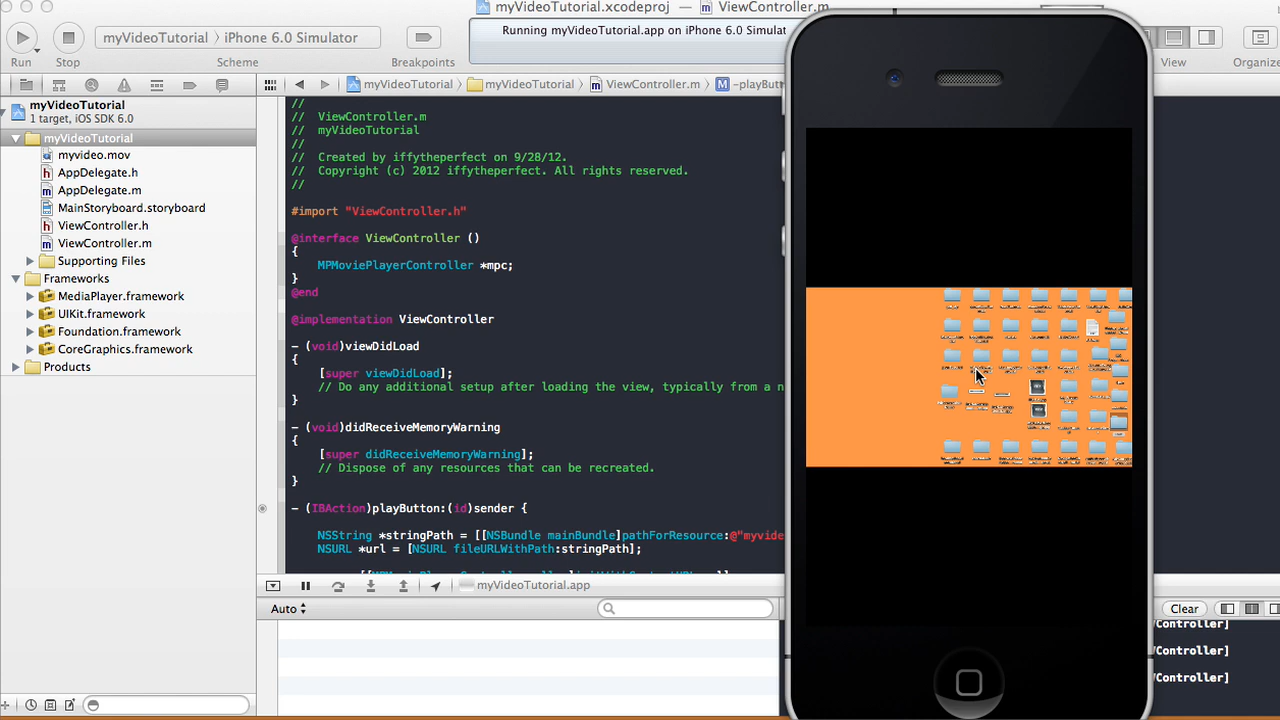 myVideoTutorial.xcodeproj — ViewController.m
myVideoTutorial > iPhone 6.0 Simulator
Running myVideoTutorial.app on iPhone 6.0
Run Stop Scheme Breakpoints View
myVideoTutorial > myVideoTutorial > ViewController.m >
myVideoTutorial
1 target, iOS SDK 6.0
myVideoTutorial
myvideo.mov
AppDelegate.h
AppDelegate.m
MainStoryboard.storyboard
ViewController.h
ViewController.m
Supporting Files
Frameworks
MediaPlayer.framework
UIKit.framework
Foundation.framework
CoreGraphics.framework
Products
//
// ViewController.m
// myVideoTutorial
//
// Created by iffytheperfect on 9/28/12.
// Copyright (c) 2012 iffytheperfect. All rights reserved.
//
#import "ViewController.h"
@interface ViewController ()
{
MPMoviePlayerController *mpc;
}
@end
@implementation ViewController
– (void)viewDidLoad
{
[super viewDidLoad];
// Do any additional setup after loading the view, typically from a n
}
– (void)didReceiveMemoryWarning
{
[super didReceiveMemoryWarning];
// Dispose of any resources that can be recreated.
}
– (IBAction)playButton:(id)sender {
NSString *stringPath = [[NSBundle mainBundle]pathForResource:@"myvide
NSURL *url = [NSURL fileURLWithPath:stringPath];
myVideoTutorial.app
Auto
Clear
wController]
wController]